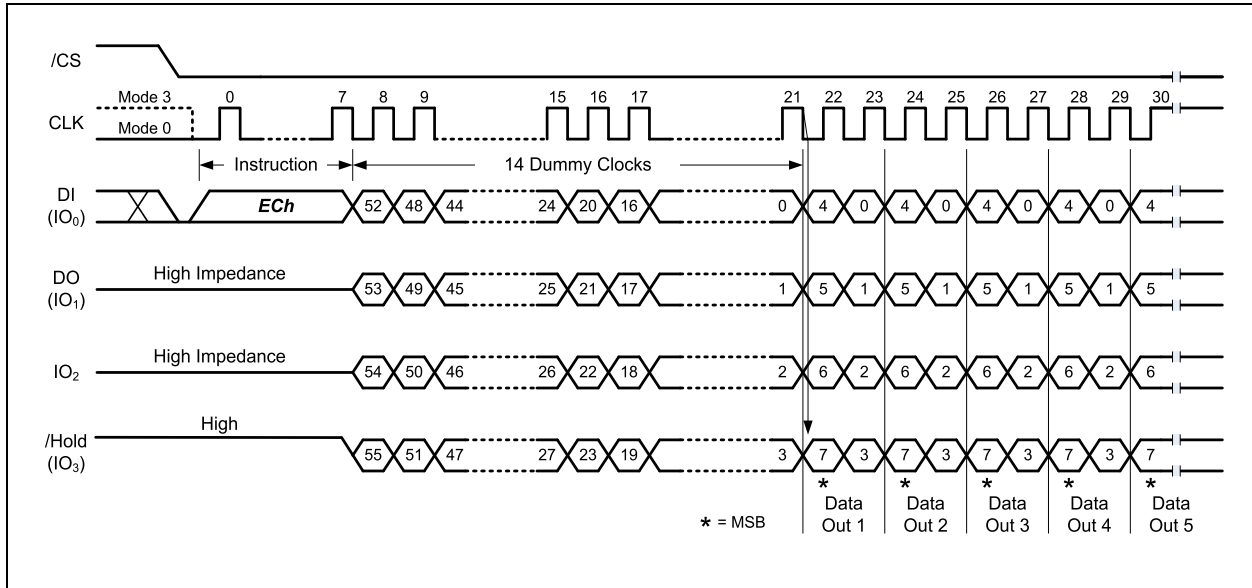 /CS
Mode 3 0 7 8 9 15 16 17 21 22 23 24 25 26 27 28 29 30
CLK
Mode 0
Instruction 14 Dummy Clocks
DI
(IO0) ECh 52 48 44 24 20 16 0 4 0 4 0 4 0 4 0 4
High Impedance
DO
(IO1) 53 49 45 25 21 17 1 5 1 5 1 5 1 5 1 5
High Impedance
IO2 54 50 46 26 22 18 2 6 2 6 2 6 2 6 2 6
High
/Hold
(IO3) 55 51 47 27 23 19 3 7 3 7 3 7 3 7 3 7
* * * * *
* = MSB
Data Out 1
Data Out 2
Data Out 3
Data Out 4
Data Out 5